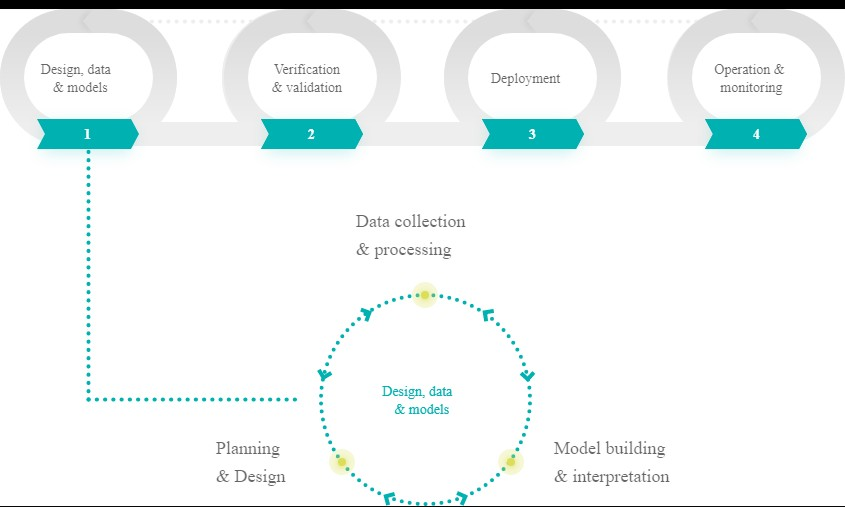 Design, data
& models
Verification
& validation
Deployment
Operation &
monitoring
1
2
3
4
Data collection
& processing
Design, data
& models
Planning
& Design
Model building
& interpretation